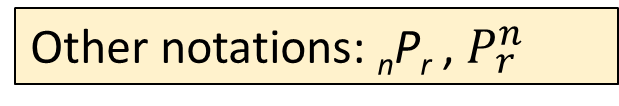 Other notations: ₙPᵣ , Pᵣⁿ